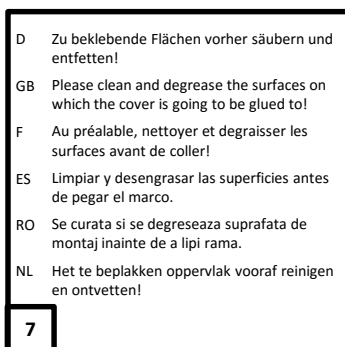 D Zu beklebende Flächen vorher säubern und
entfetten!
GB Please clean and degrease the surfaces on
which the cover is going to be glued to!
F Au préalable, nettoyer et degraisser les
surfaces avant de coller!
ES Limpiar y desengrasar las superficies antes
de pegar el marco.
RO Se curata si se degreseaza suprafata de
montaj inainte de a lipi rama.
NL Het te beplakken oppervlak vooraf reinigen
en ontvetten!
7